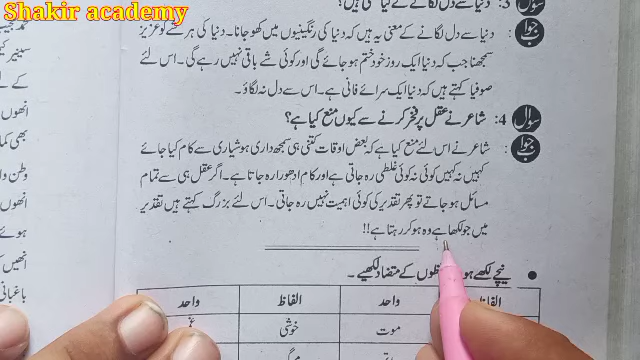 Shakir academy
سوال 3: دنیا سے دل لگانے کے کیا معنی ہیں؟
جواب : دنیا سے دل لگانے کے معنی یہ ہیں کہ دنیا کی رنگینیوں میں کھو جانا۔ دنیا کی ہر شے کو عزیز
سمجھنا جب کہ دنیا ایک روز خود ختم ہو جائے گی اور کوئی شے باقی نہیں رہے گی۔ اس لئے
صوفیا کہتے ہیں کہ دنیا ایک سرائے فانی ہے۔ اس سے دل نہ لگاؤ۔
سوال 4: شاعر نے عقل پر فخر کرنے سے کیوں منع کیا ہے؟
جواب : شاعر نے اس لئے منع کیا ہے کہ بعض اوقات کتنی ہی سمجھ داری ہوشیاری سے کام کیا جائے
کہیں نہ کہیں کوئی نہ کوئی غلطی رہ جاتی ہے اور کام ادھورا رہ جاتا ہے۔ اگر عقل ہی سے تمام
مسائل حل ہو جاتے تو پھر تقدیر کی کوئی اہمیت نہیں رہ جاتی۔ اس لئے بزرگ کہتے ہیں تقدیر
میں جو لکھا ہے وہ ہو کر رہتا ہے!!
نیچے لکھے کے متضاد لکھیے ۔
واحد الفاظ واحد
موت خوشی غم